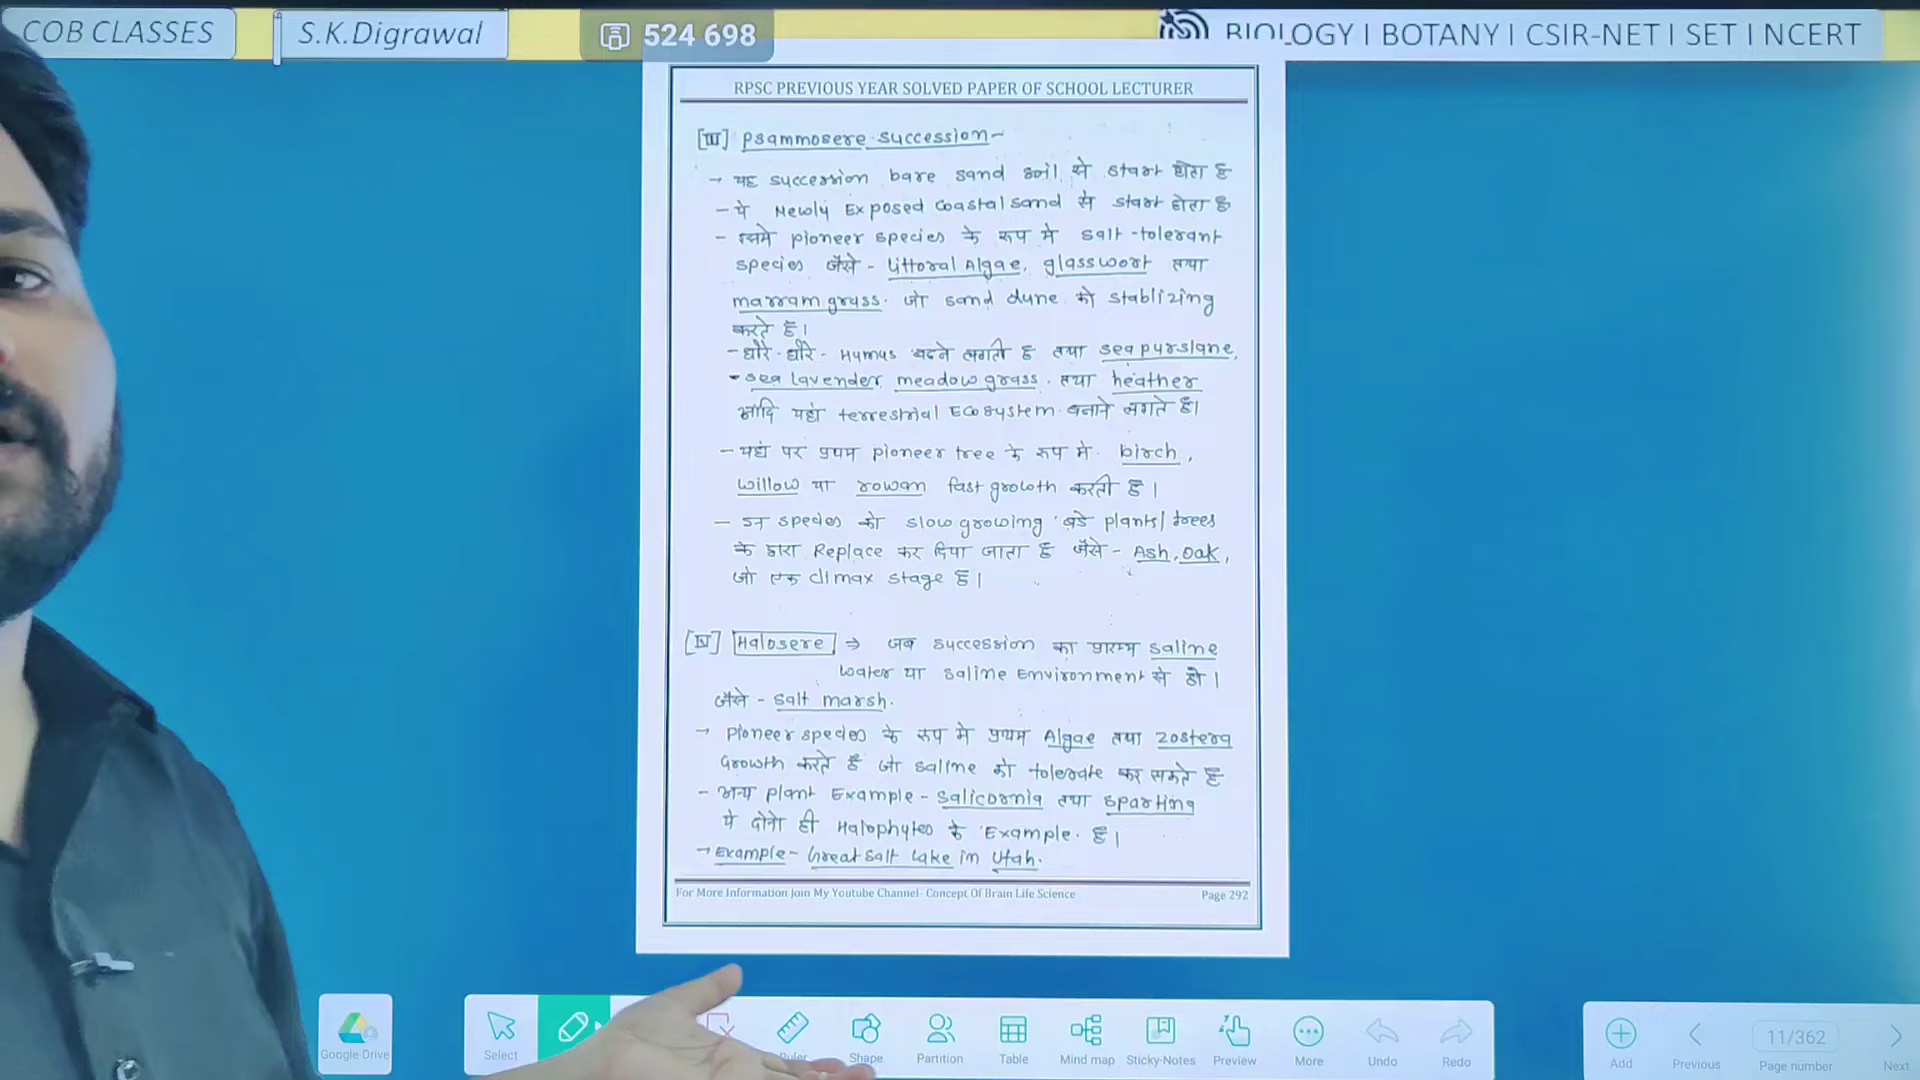 COB CLASSES
S.K.Digrawal
524 698
BIOLOGY I BOTANY I CSIR-NET I SET I NCERT
RPSC PREVIOUS YEAR SOLVED PAPER OF SCHOOL LECTURER
[III] Psammosere succession-
→ यह succession bare sand soil से start होता है
- ये Newly Exposed coastal sand से start होता है
- इसमे pioneer species के रूप मे salt-tolerant
species जैसे - littoral Algae, glasswort तथा
marram grass. जो sand dune को stablizing
करते है।
- धीरे-धीरे- Humus बढने लगती है तथा sea purslane,
- sea lavender meadow grass. तथा heather
आदि यहाँ terrestrial Ecosystem बनाने लगते है।
- यहां पर प्रथम pioneer tree के रूप मे birch,
willow या rowan fast growth करती है।
- इन species को slow growing बडे plants/trees
के द्वारा Replace कर दिया जाता है जैसे - Ash, oak,
जो एक climax stage है।
[IV] Halosere ⇒ जब succession का प्रारम्भ saline
water या saline Environment से हो।
जैसे - salt marsh.
→ Pioneer species के रूप मे प्रथम Algae तथा zostera
Growth करते है जो saline को tolerate कर सकते है
- अन्य plant Example - salicornia तथा spartina
ये दोनो ही Halophytes के Example. है।
→ Example - Great salt lake in Utah.
For More Information Join My Youtube Channel- Concept Of Brain Life Science Page 292
Google Drive
Select
Ruler
Shape
Partition
Table
Mind map
Sticky-Notes
Preview
More
Undo
Redo
Add
Previous
11/362
Page number
Next